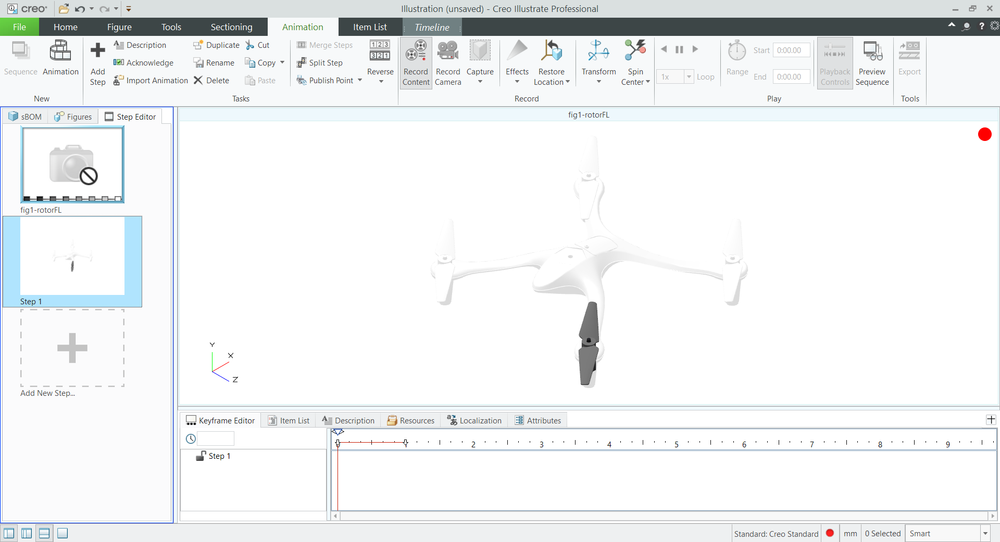 creo
Illustration (unsaved) - Creo Illustrate Professional
File Home Figure Tools Sectioning Animation Item List Timeline
Sequence Animation
New
Add Step
Description Duplicate Cut
Acknowledge Rename Copy
Import Animation Delete Paste
Tasks
Merge Steps
Split Step
Publish Point
Reverse
Record Content
Record Camera
Capture
Effects
Restore Location
Transform
Spin Center
Record
1x Loop
Range
Start 0:00.00
End 0:00.00
Playback Controls
Preview Sequence
Play
Export
Tools
sBOM Figures Step Editor
fig1-rotorFL
Step 1
Add New Step...
fig1-rotorFL
Y
X
Z
Keyframe Editor Item List Description Resources Localization Attributes
0 1 2 3 4 5 6 7 8 9
Step 1
Standard: Creo Standard mm 0 Selected Smart